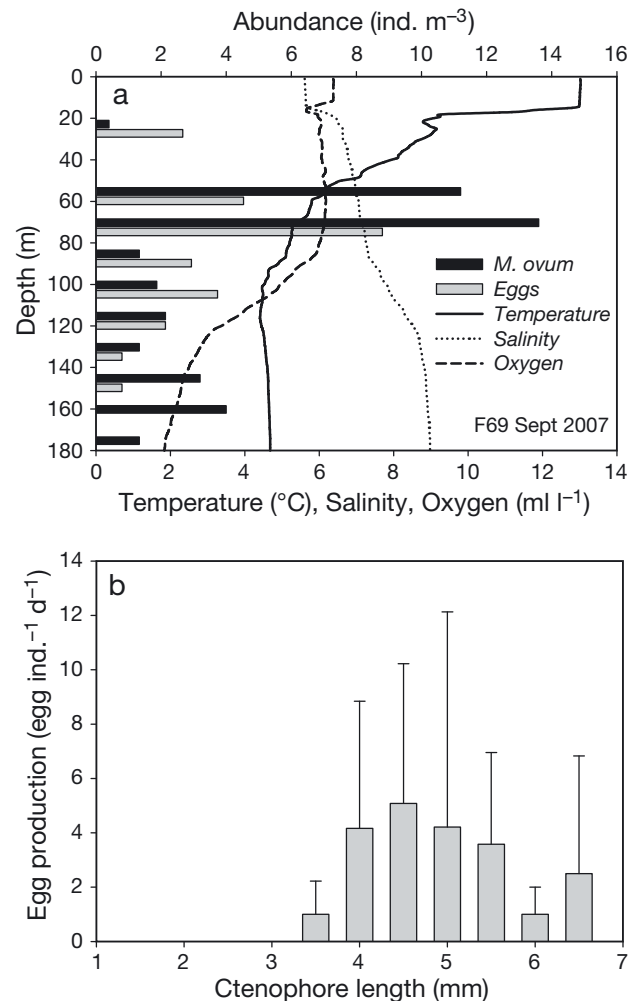 Abundance (ind. m⁻³)
0 2 4 6 8 10 12 14 16
a
0
20
40
60
80
100
120
140
160
180
Depth (m)
M. ovum
Eggs
Temperature
Salinity
Oxygen
F69 Sept 2007
0 2 4 6 8 10 12 14
Temperature (°C), Salinity, Oxygen (ml l⁻¹)
b
14
12
10
8
6
4
2
0
Egg production (egg ind.⁻¹ d⁻¹)
1 2 3 4 5 6 7
Ctenophore length (mm)